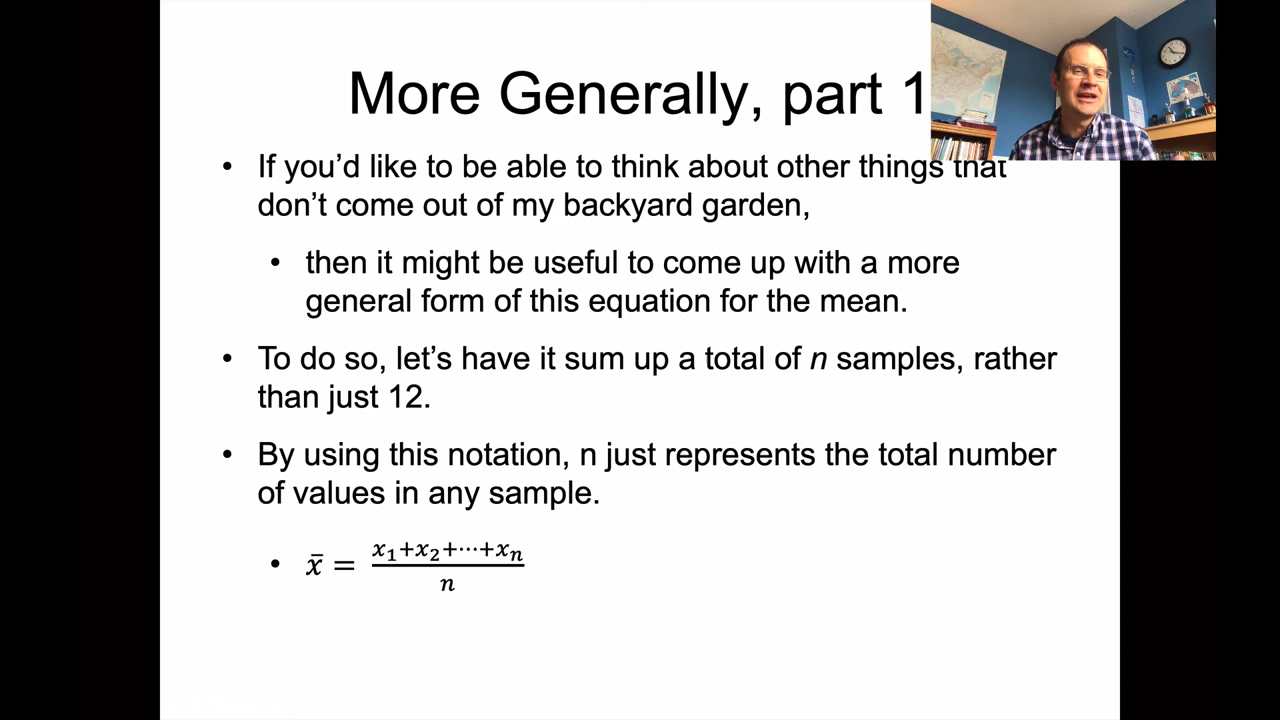 More Generally, part 1
• If you’d like to be able to think about other things that
don’t come out of my backyard garden,
• then it might be useful to come up with a more
general form of this equation for the mean.
• To do so, let’s have it sum up a total of n samples, rather
than just 12.
• By using this notation, n just represents the total number
of values in any sample.
• x̄ = (x₁+x₂+⋯+xₙ)/n